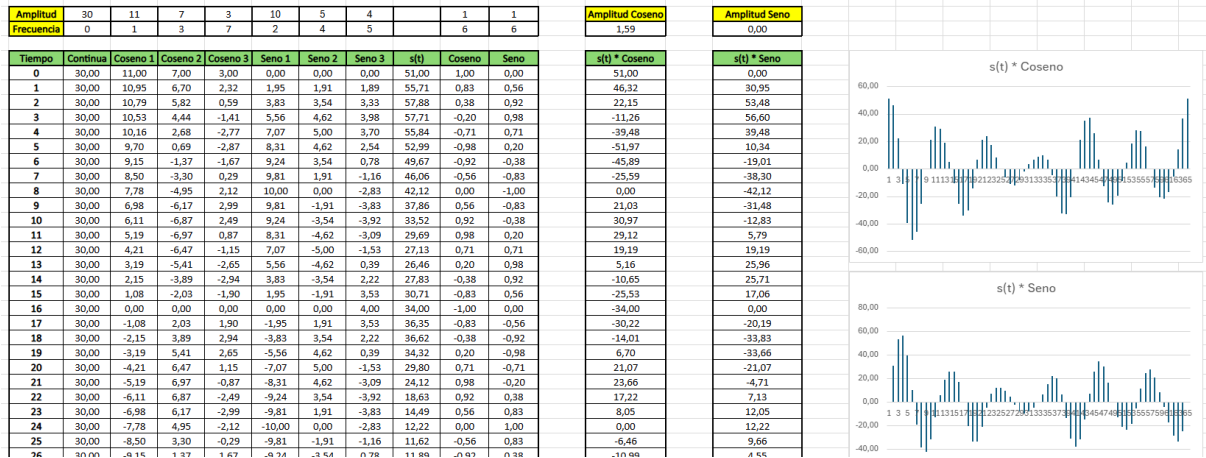 Amplitud 30 11 7 3 10 5 4 1 1 Amplitud Coseno Amplitud Seno
Frecuencia 0 1 3 7 2 4 5 6 6 1,59 0,00
Tiempo Continua Coseno 1 Coseno 2 Coseno 3 Seno 1 Seno 2 Seno 3 s(t) Coseno Seno s(t) * Coseno s(t) * Seno
0 30,00 11,00 7,00 3,00 0,00 0,00 0,00 51,00 1,00 0,00 51,00 0,00
1 30,00 10,95 6,70 2,32 1,95 1,91 1,89 55,71 0,83 0,56 46,32 30,95
2 30,00 10,79 5,82 0,59 3,83 3,54 3,33 57,88 0,38 0,92 22,15 53,48
3 30,00 10,53 4,44 -1,41 5,56 4,62 3,98 57,71 -0,20 0,98 -11,26 56,60
4 30,00 10,16 2,68 -2,77 7,07 5,00 3,70 55,84 -0,71 0,71 -39,48 39,48
5 30,00 9,70 0,69 -2,87 8,31 4,62 2,54 52,99 -0,98 0,20 -51,97 10,34
6 30,00 9,15 -1,37 -1,67 9,24 3,54 0,78 49,67 -0,92 -0,38 -45,89 -19,01
7 30,00 8,50 -3,30 0,29 9,81 1,91 -1,16 46,06 -0,56 -0,83 -25,59 -38,30
8 30,00 7,78 -4,95 2,12 10,00 0,00 -2,83 42,12 0,00 -1,00 0,00 -42,12
9 30,00 6,98 -6,17 2,99 9,81 -1,91 -3,83 37,86 0,56 -0,83 21,03 -31,48
10 30,00 6,11 -6,87 2,49 9,24 -3,54 -3,92 33,52 0,92 -0,38 30,97 -12,83
11 30,00 5,19 -6,97 0,87 8,31 -4,62 -3,09 29,69 0,98 0,20 29,12 5,79
12 30,00 4,21 -6,47 -1,15 7,07 -5,00 -1,53 27,13 0,71 0,71 19,19 19,19
13 30,00 3,19 -5,41 -2,65 5,56 -4,62 0,39 26,46 0,20 0,98 5,16 25,96
14 30,00 2,15 -3,89 -2,94 3,83 -3,54 2,22 27,83 -0,38 0,92 -10,65 25,71
15 30,00 1,08 -2,03 -1,90 1,95 -1,91 3,53 30,71 -0,83 0,56 -25,53 17,06
16 30,00 0,00 0,00 0,00 0,00 0,00 4,00 34,00 -1,00 0,00 -34,00 0,00
17 30,00 -1,08 2,03 1,90 -1,95 1,91 3,53 36,35 -0,83 -0,56 -30,22 -20,19
18 30,00 -2,15 3,89 2,94 -3,83 3,54 2,22 36,62 -0,38 -0,92 -14,01 -33,83
19 30,00 -3,19 5,41 2,65 -5,56 4,62 0,39 34,32 0,20 -0,98 6,70 -33,66
20 30,00 -4,21 6,47 1,15 -7,07 5,00 -1,53 29,80 0,71 -0,71 21,07 -21,07
21 30,00 -5,19 6,97 -0,87 -8,31 4,62 -3,09 24,12 0,98 -0,20 23,66 -4,71
22 30,00 -6,11 6,87 -2,49 -9,24 3,54 -3,92 18,63 0,92 0,38 17,22 7,13
23 30,00 -6,98 6,17 -2,99 -9,81 1,91 -3,83 14,49 0,56 0,83 8,05 12,05
24 30,00 -7,78 4,95 -2,12 -10,00 0,00 -2,83 12,22 0,00 1,00 0,00 12,22
25 30,00 -8,50 3,30 -0,29 -9,81 -1,91 -1,16 11,62 -0,56 0,83 -6,46 9,66
26 30,00 -9,15 1,37 1,67 -9,24 -3,54 0,78 11,89 -0,92 0,38 -10,99 4,55
s(t) * Coseno
60,00
40,00
20,00
0,00
-20,00
-40,00
-60,00
s(t) * Seno
80,00
60,00
40,00
20,00
0,00
-20,00
-40,00